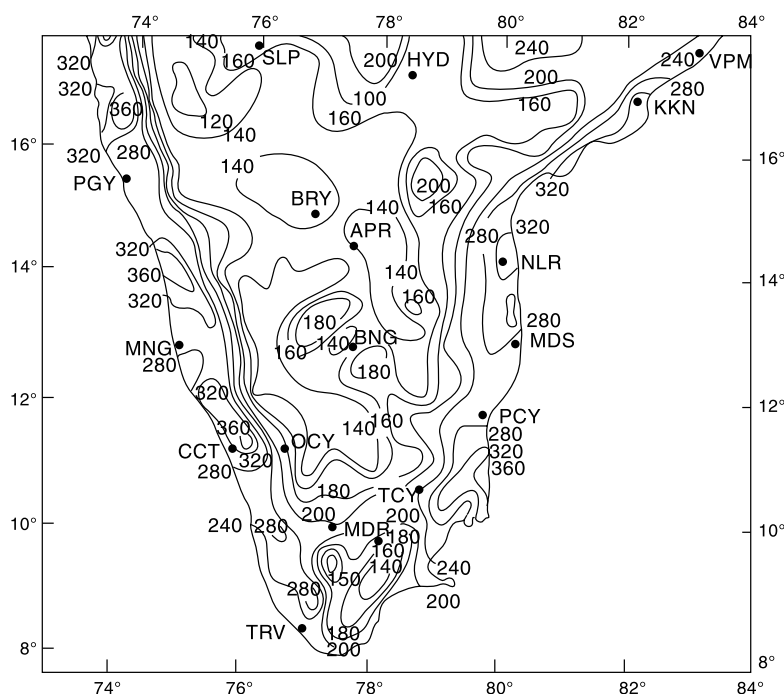 74° 76° 78° 80° 82° 84°
320 140 SLP 200 HYD 240 240 VPM
160 200 280
320 100 160 KKN
360 120 160
140
16° 320 280 140 16°
PGY BRY 200 160 320
140
APR 280 320
320 NLR
14° 360 140 14°
320 160
180 280
MNG 140 BNG MDS
280 160 180
12° 320 160 PCY 12°
360 140 280
CCT OCY 320
280 320 360
180 TCY
10° 240 280 200 MDR 200 180 10°
160
150 140 240
280 200
TRV 180
8° 200 8°
74° 76° 78° 80° 82° 84°